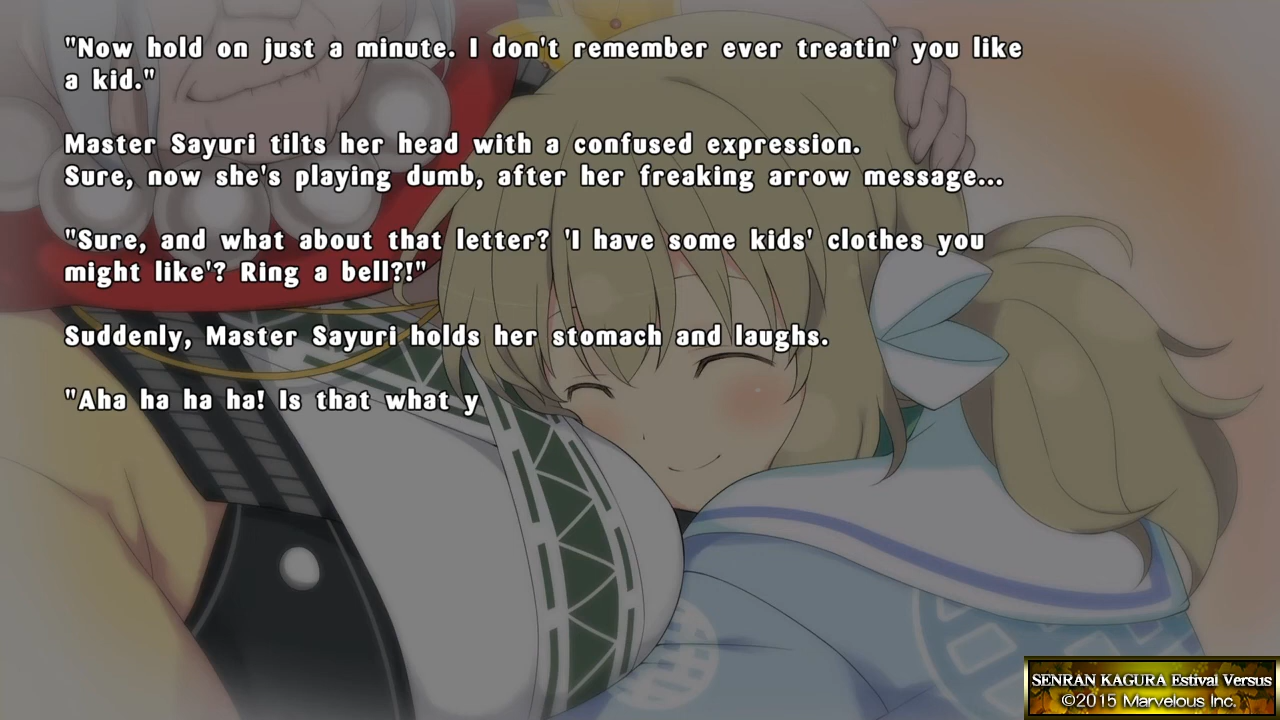 "Now hold on just a minute. I don't remember ever treatin' you like
a kid."
Master Sayuri tilts her head with a confused expression.
Sure, now she's playing dumb, after her freaking arrow message...
"Sure, and what about that letter? 'I have some kids' clothes you
might like'? Ring a bell?!"
Suddenly, Master Sayuri holds her stomach and laughs.
"Aha ha ha ha! Is that what y
SENRAN KAGURA Estival Versus
©2015 Marvelous Inc.